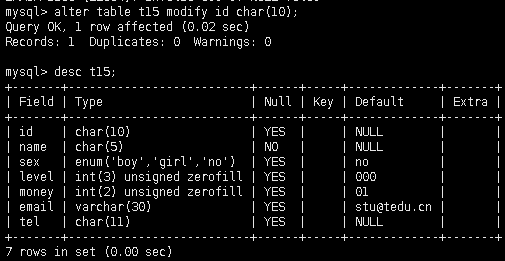 mysql> alter table t15 modify id char(10);
Query OK, 1 row affected (0.02 sec)
Records: 1  Duplicates: 0  Warnings: 0

mysql> desc t15;
+-------+--------------------------+------+-----+-------------+-------+
| Field | Type                     | Null | Key | Default     | Extra |
+-------+--------------------------+------+-----+-------------+-------+
| id    | char(10)                 | YES  |     | NULL        |       |
| name  | char(5)                  | NO   |     | NULL        |       |
| sex   | enum('boy','girl','no')  | YES  |     | no          |       |
| level | int(3) unsigned zerofill | YES  |     | 000         |       |
| money | int(2) unsigned zerofill | YES  |     | 01          |       |
| email | varchar(30)              | YES  |     | stu@tedu.cn |       |
| tel   | char(11)                 | YES  |     | NULL        |       |
+-------+--------------------------+------+-----+-------------+-------+
7 rows in set (0.00 sec)